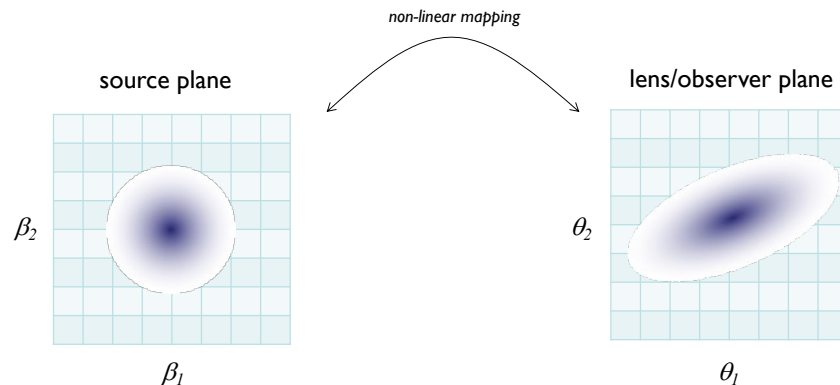 non-linear mapping
source plane
lens/observer plane
β₂
θ₂
β₁
θ₁